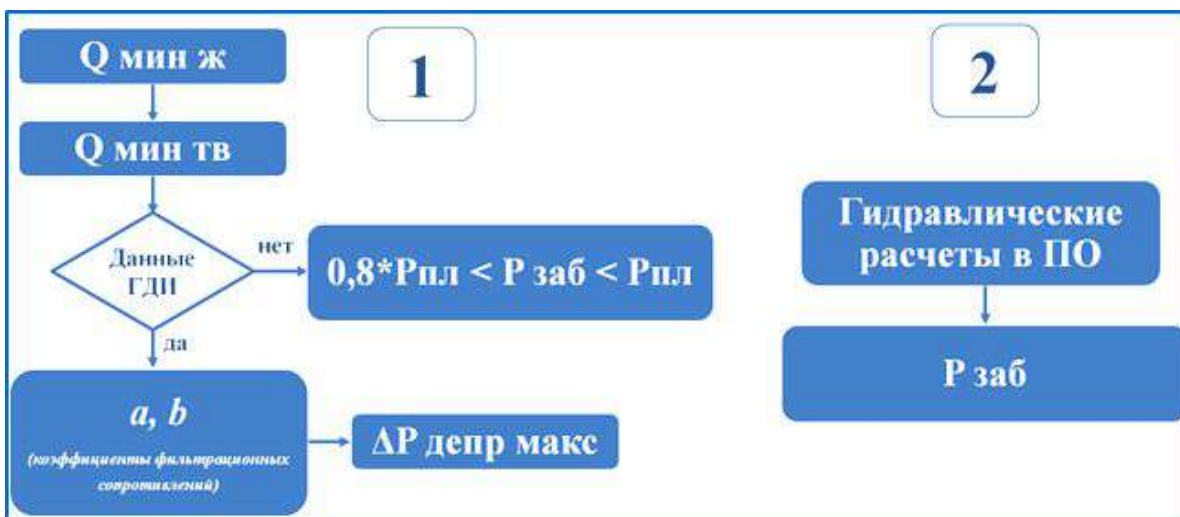 Q мин ж
1
2
Q мин тв
Данные
ГДИ
нет
0,8*Рпл < Р заб < Рпл
да
a, b
(коэффициенты фильтрационных
сопротивлений)
ΔР депр макс
Гидравлические
расчеты в ПО
Р заб